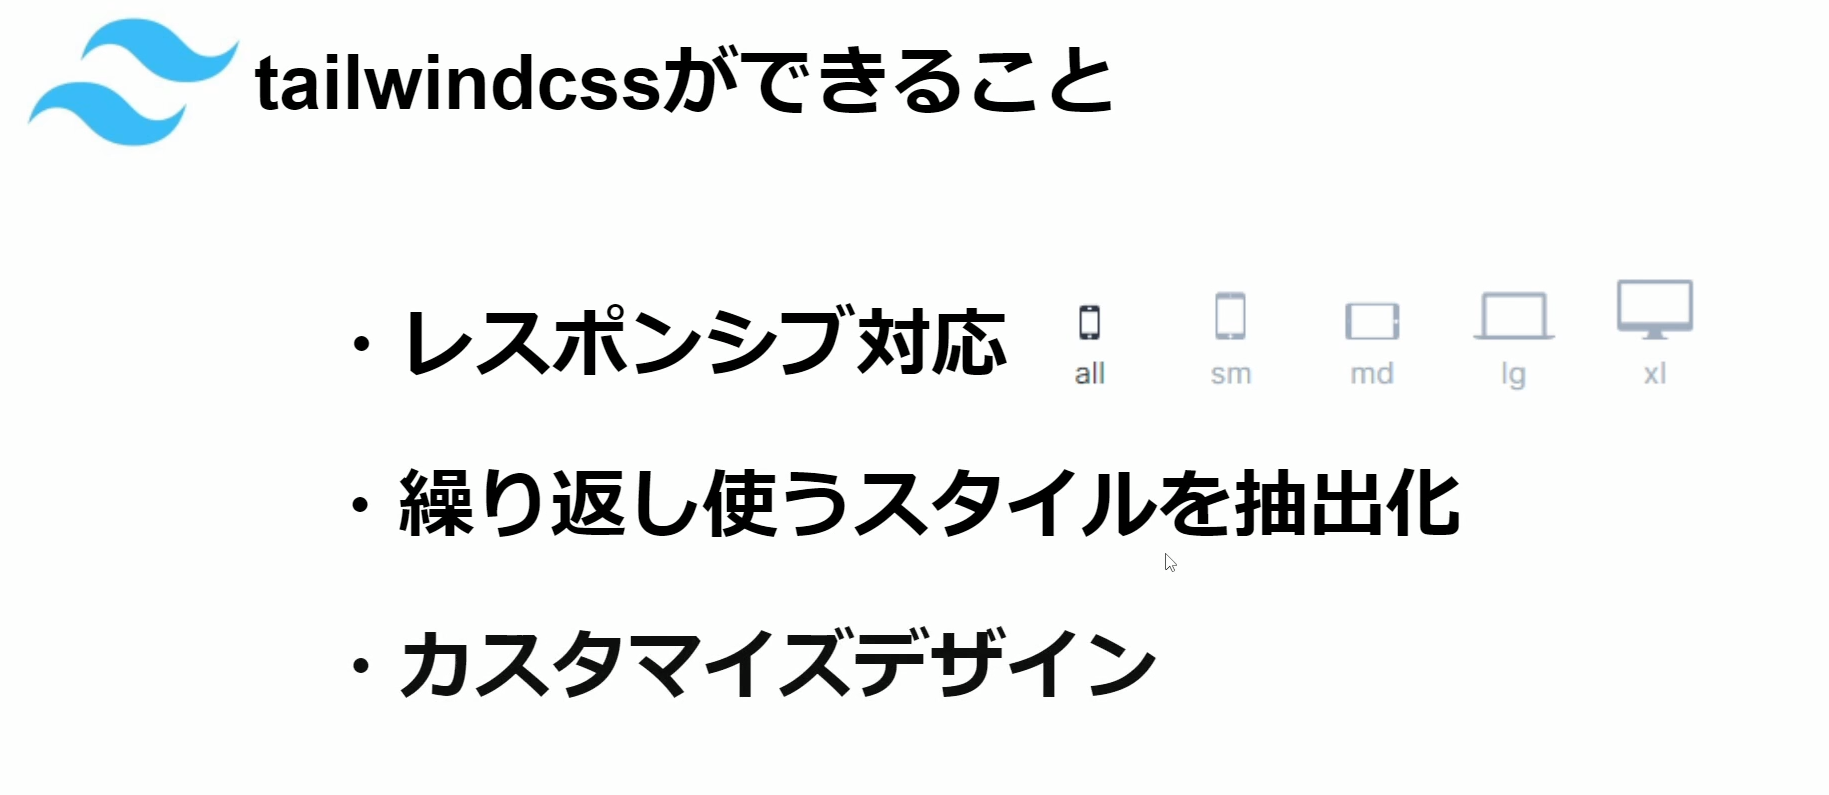 tailwindcssができること
・レスポンシブ対応
all sm md lg xl
・繰り返し使うスタイルを抽出化
・カスタマイズデザイン